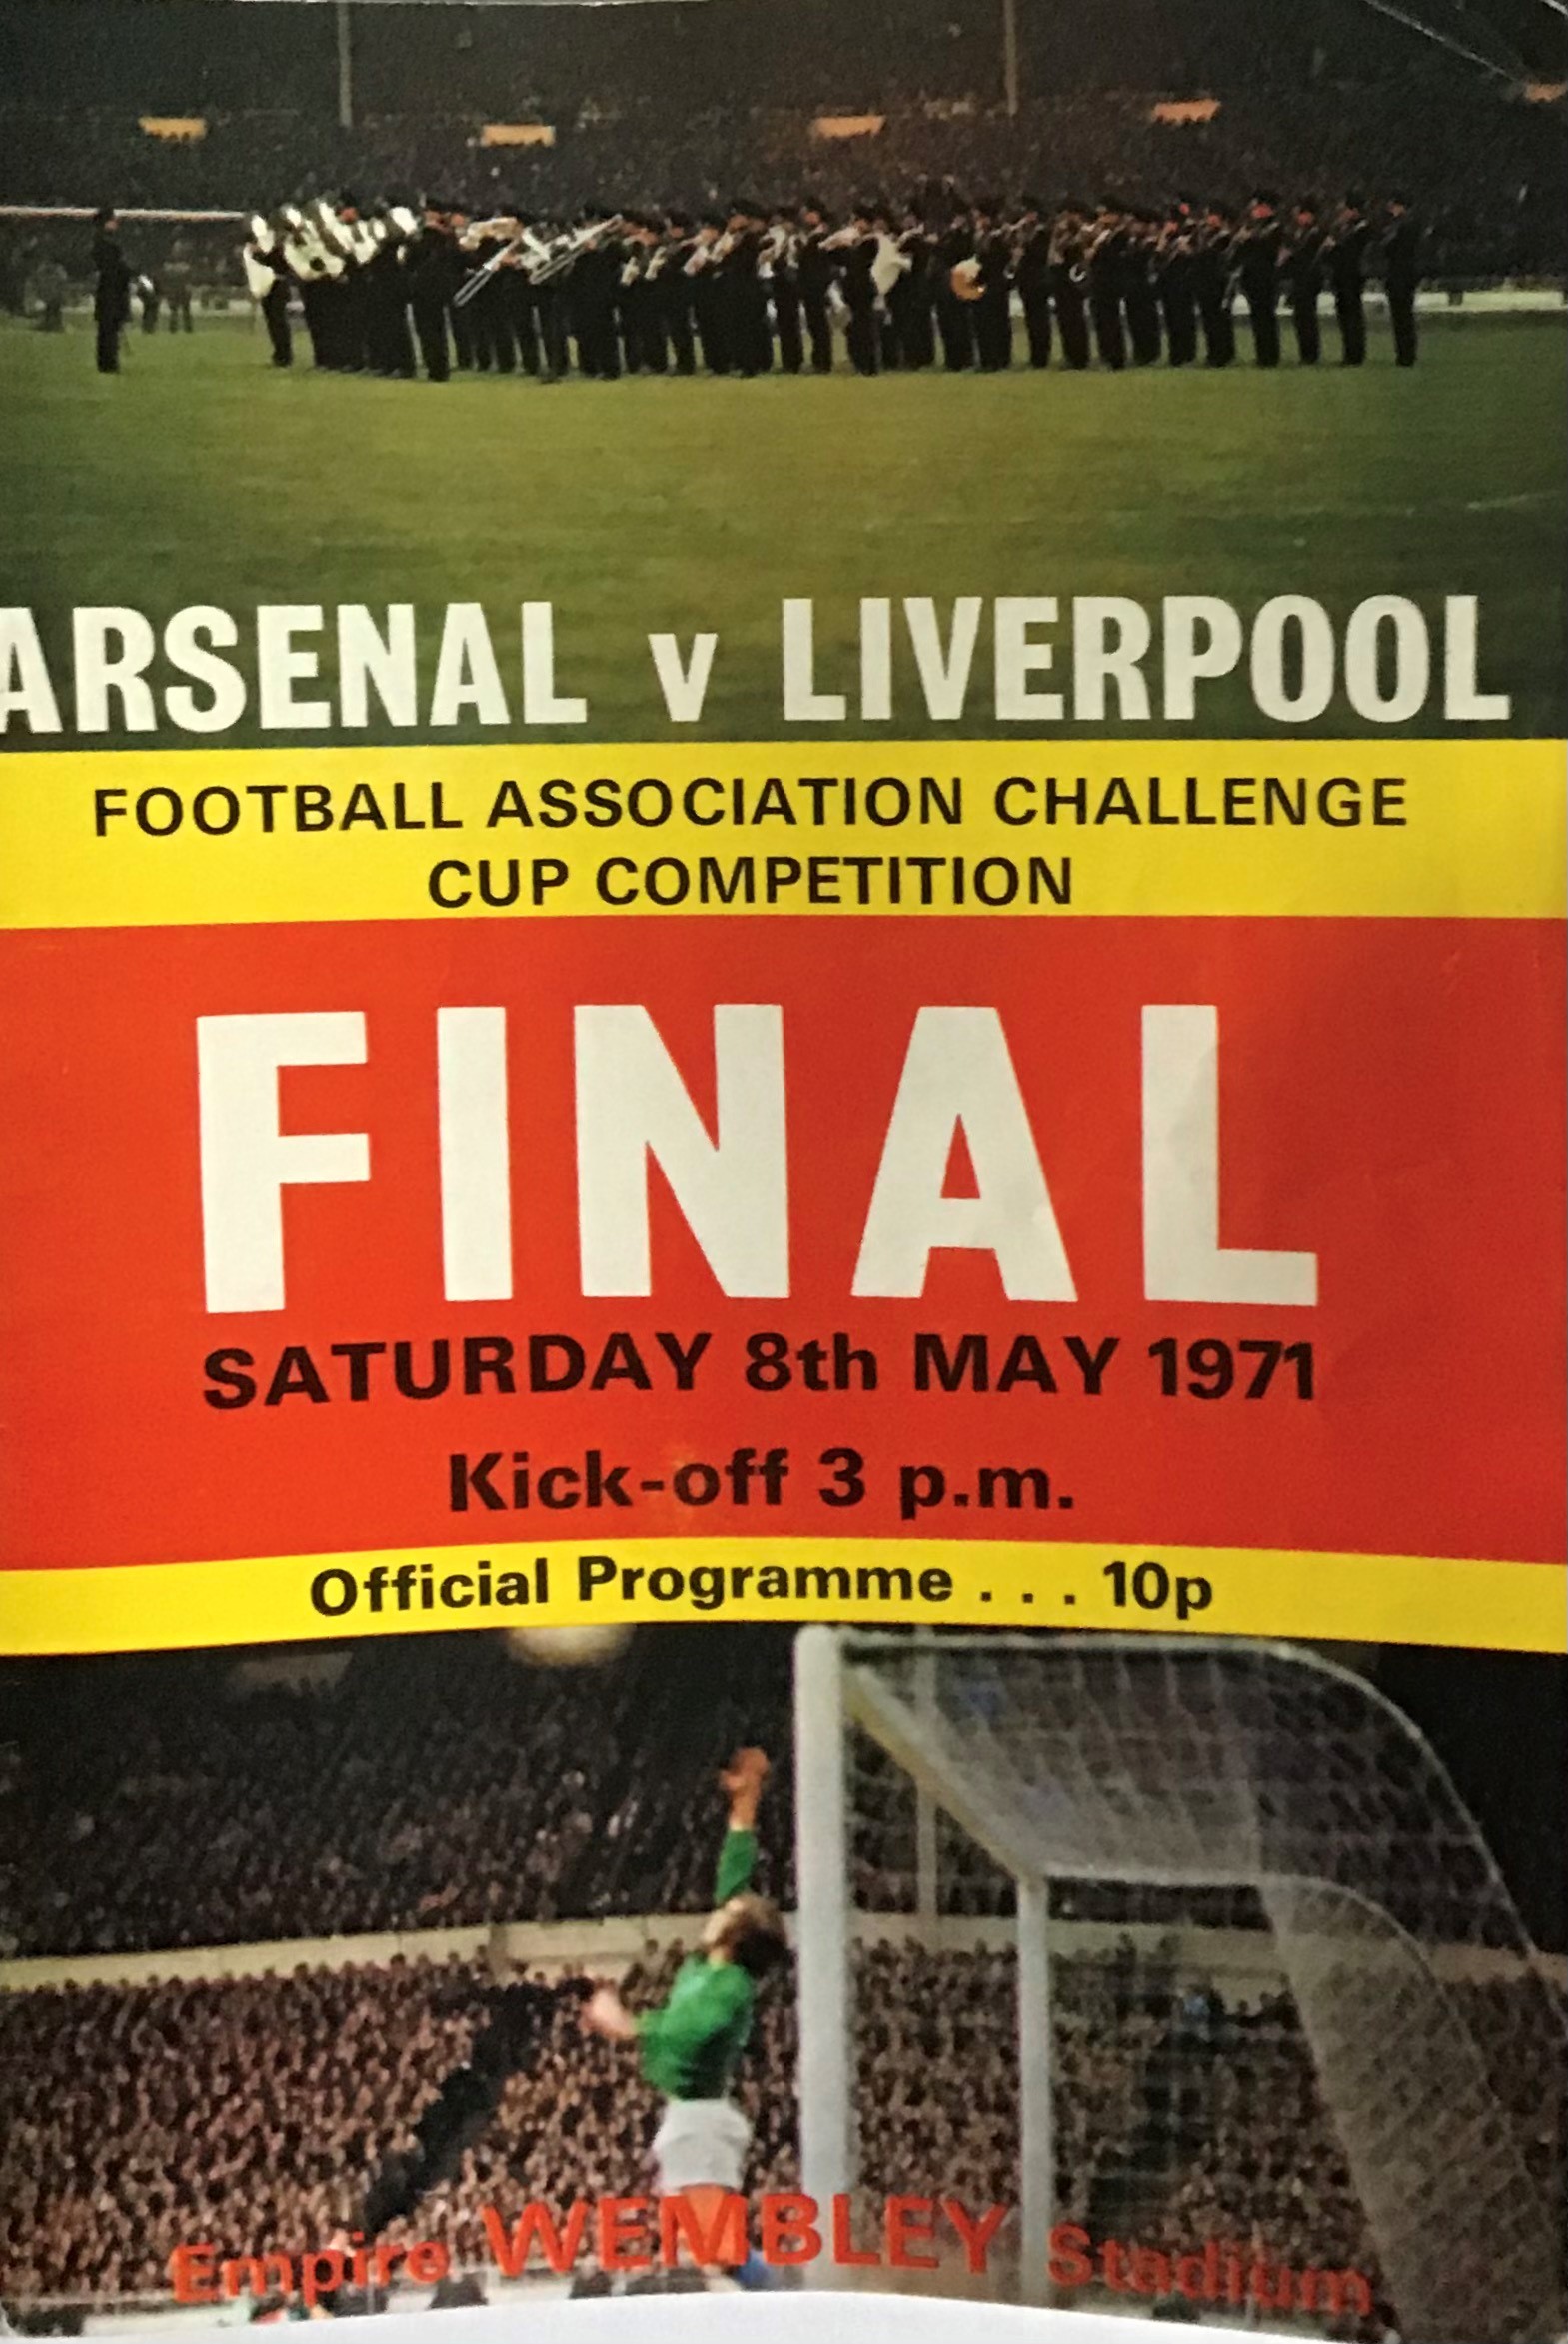 ARSENAL v LIVERPOOL
FOOTBALL ASSOCIATION CHALLENGE
CUP COMPETITION
FINAL
SATURDAY 8th MAY 1971
Kick-off 3 p.m.
Official Programme . . . 10p
Empire WEMBLEY Stadium